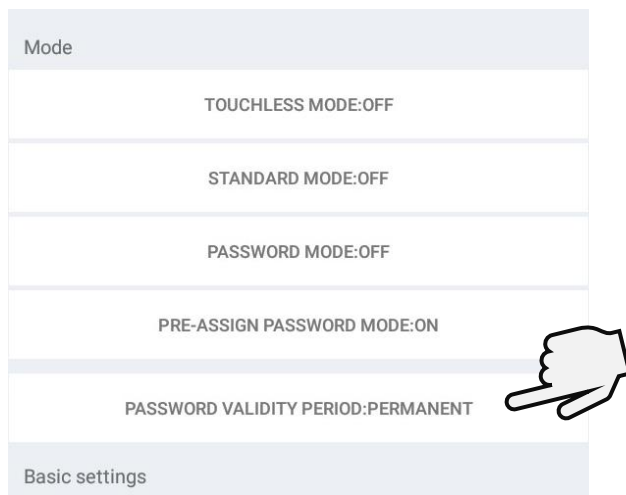 Mode
TOUCHLESS MODE:OFF
STANDARD MODE:OFF
PASSWORD MODE:OFF
PRE-ASSIGN PASSWORD MODE:ON
PASSWORD VALIDITY PERIOD:PERMANENT
Basic settings